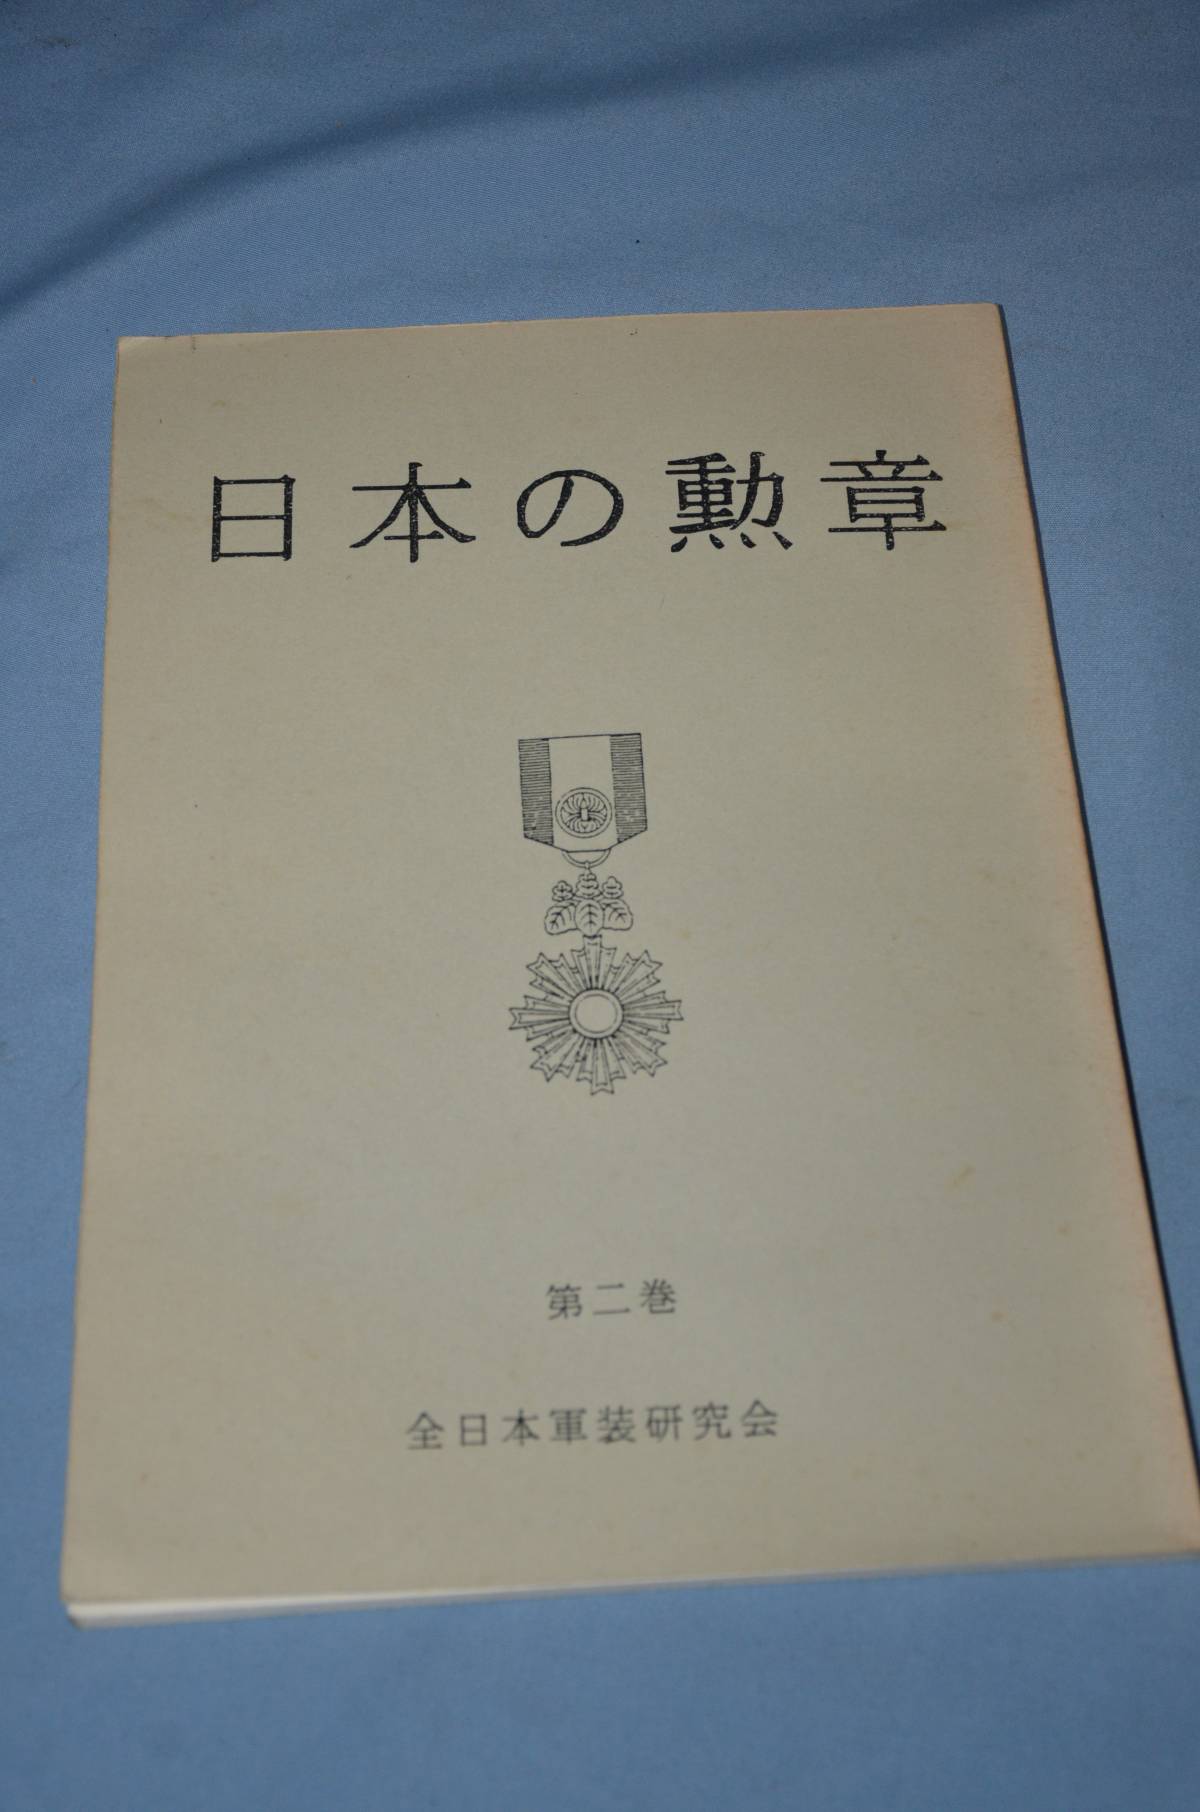 日本の勲章
第二巻
全日本軍装研究会